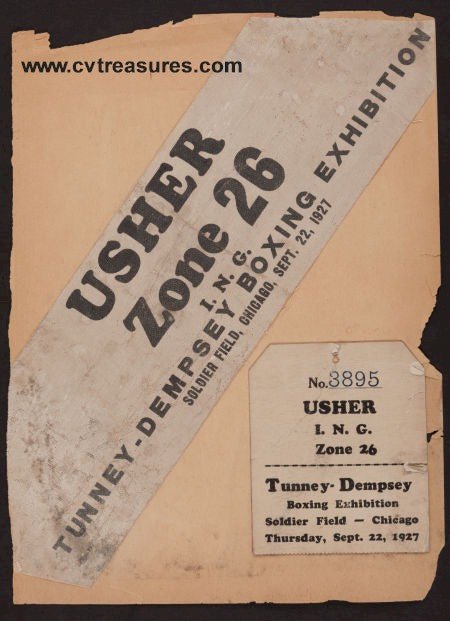 www.cvtreasures.com
USHER
Zone 26
I. N. G.
TUNNEY-DEMPSEY BOXING EXHIBITION
SOLDIER FIELD, CHICAGO, SEPT. 22, 1927
No. 3895
USHER
I. N. G.
Zone 26
Tunney-Dempsey
Boxing Exhibition
Soldier Field — Chicago
Thursday, Sept. 22, 1927